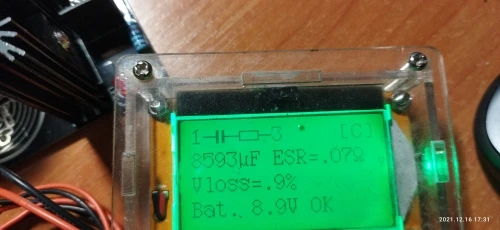 1 3 [C]
8593µF ESR=.07Ω
Vloss=.9%
Bat. 8.9V OK
2021.12.16 17:31